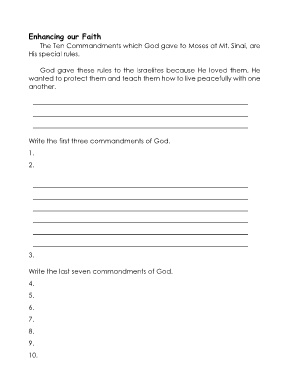 Enhancing our Faith
The Ten Commandments which God gave to Moses at Mt. Sinai, are
His special rules.
God gave these rules to the Israelites because He loved them. He
wanted to protect them and teach them how to live peacefully with one
another.
Write the first three commandments of God.
1.
2.
3.
Write the last seven commondments of God.
4.
5.
6.
7.
8.
9.
10.